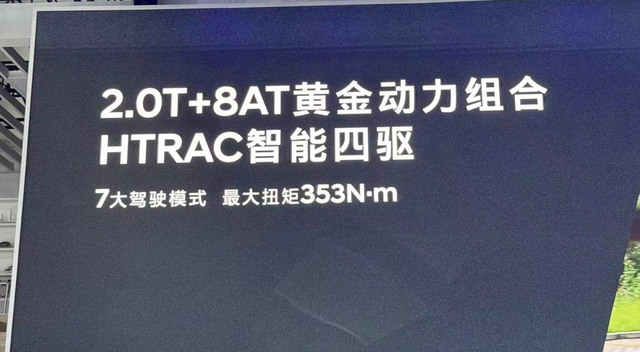 2.0T+8AT黄金动力组合
HTRAC智能四驱
7大驾驶模式 最大扭矩353N·m